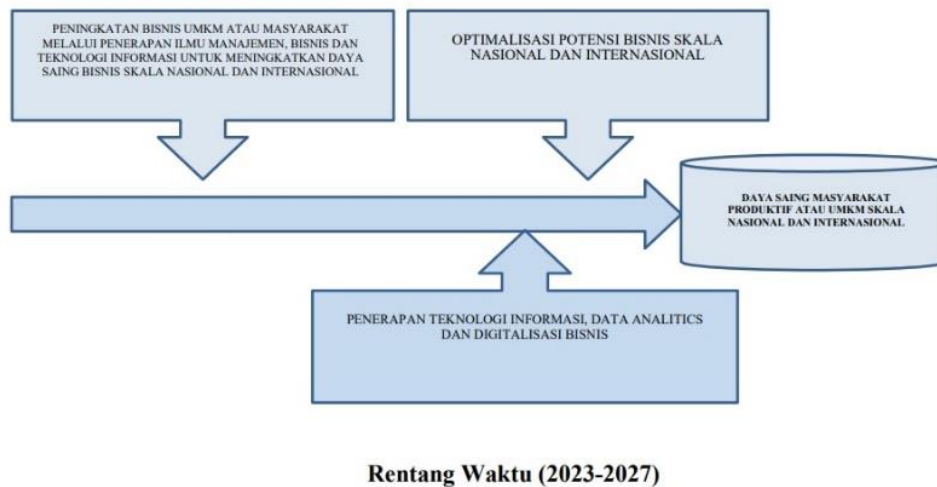 PENINGKATAN BISNIS UMKM ATAU MASYARAKAT
MELALUI PENERAPAN ILMU MANAJEMEN, BISNIS DAN
TEKNOLOGI INFORMASI UNTUK MENINGKATKAN DAYA
SAING BISNIS SKALA NASIONAL DAN INTERNASIONAL
OPTIMALISASI POTENSI BISNIS SKALA
NASIONAL DAN INTERNASIONAL
DAYA SAING MASYARAKAT
PRODUKTIF ATAU UMKM SKALA
NASIONAL DAN INTERNASIONAL
PENERAPAN TEKNOLOGI INFORMASI, DATA ANALITICS
DAN DIGITALISASI BISNIS
Rentang Waktu (2023-2027)